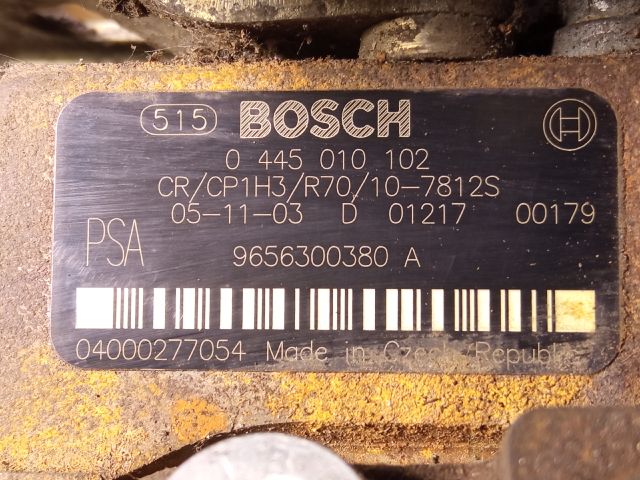 515 BOSCH H
0 445 010 102
CR/CP1H3/R70/10-7812S
05-11-03 D 01217 00179
PSA 9656300380 A
04000277054 Made in Czech Republic